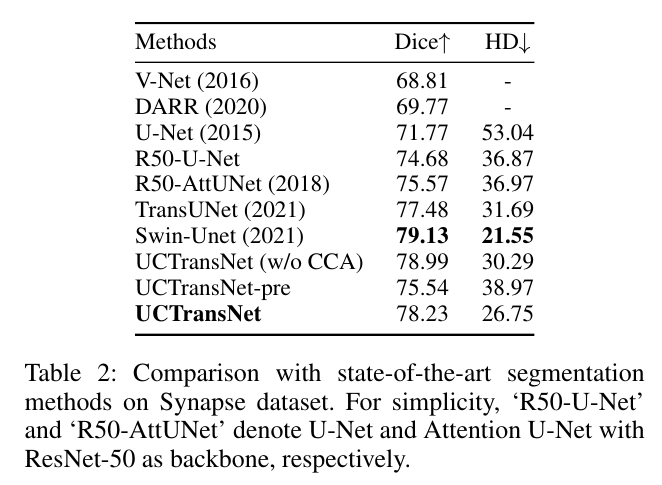 Methods Dice↑ HD↓
V-Net (2016) 68.81 -
DARR (2020) 69.77 -
U-Net (2015) 71.77 53.04
R50-U-Net 74.68 36.87
R50-AttUNet (2018) 75.57 36.97
TransUNet (2021) 77.48 31.69
Swin-Unet (2021) 79.13 21.55
UCTransNet (w/o CCA) 78.99 30.29
UCTransNet-pre 75.54 38.97
UCTransNet 78.23 26.75
Table 2: Comparison with state-of-the-art segmentation
methods on Synapse dataset. For simplicity, ‘R50-U-Net’
and ‘R50-AttUNet’ denote U-Net and Attention U-Net with
ResNet-50 as backbone, respectively.